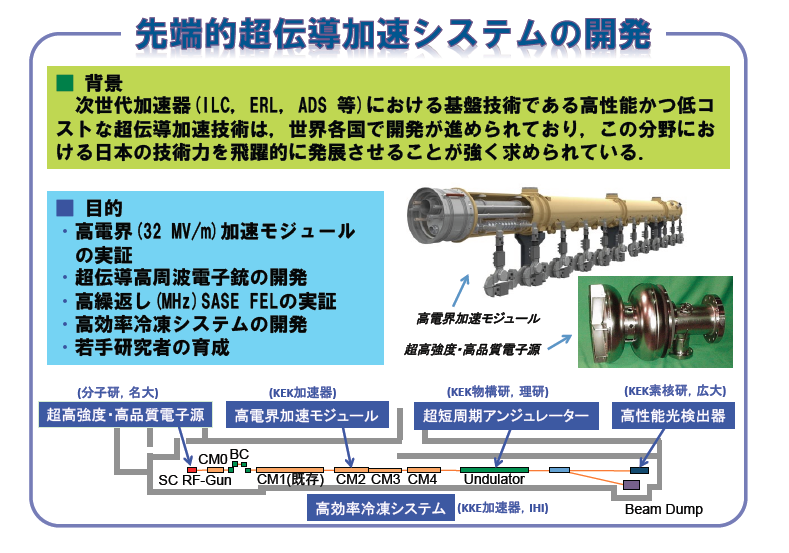 先端的超伝導加速システムの開発
■ 背景
次世代加速器(ILC, ERL, ADS 等)における基盤技術である高性能かつ低コ
ストな超伝導加速技術は, 世界各国で開発が進められており, この分野にお
ける日本の技術力を飛躍的に発展させることが強く求められている.
■ 目的
・高電界(32 MV/m)加速モジュール
の実証
・超伝導高周波電子銃の開発
・高繰返し(MHz)SASE FELの実証
・高効率冷凍システムの開発
・若手研究者の育成
高電界加速モジュール
超高強度・高品質電子源
(分子研, 名大)
(KEK加速器)
(KEK物構研, 理研)
(KEK素核研, 広大)
超高強度・高品質電子源
高電界加速モジュール
超短周期アンジュレーター
高性能光検出器
CM0
BC
SC RF-Gun
CM1(既存)
CM2
CM3
CM4
Undulator
高効率冷凍システム
(KKE加速器, IHI)
Beam Dump